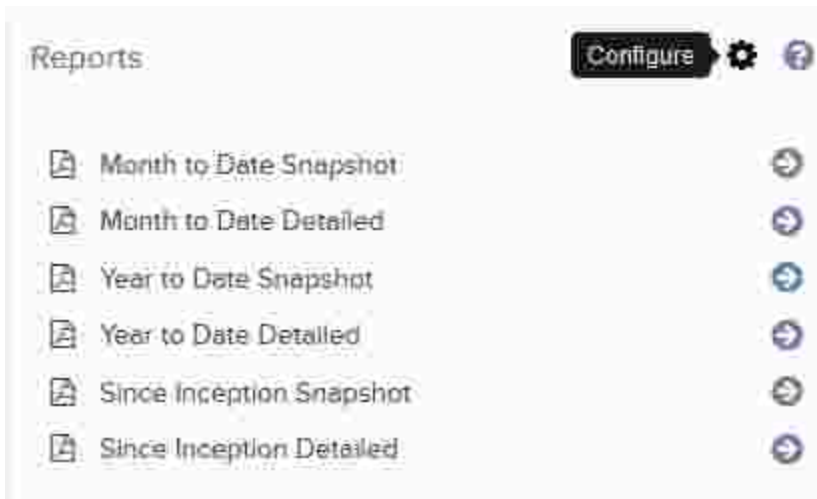 Reports
Configure
Month to Date Snapshot
Month to Date Detailed
Year to Date Snapshot
Year to Date Detailed
Since Inception Snapshot
Since Inception Detailed